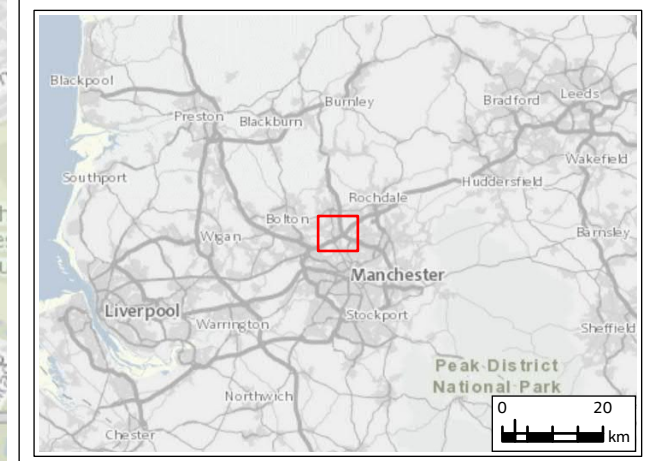 Blackpool
Burnley
Leeds
Bradford
Preston
Blackburn
Wakefield
Southport
Huddersfield
Rochdale
Bolton
Wigan
Barnsley
Manchester
Liverpool
Warrington
Stockport
Sheffield
Peak District
National Park
Northwich
Chester
0 20
km